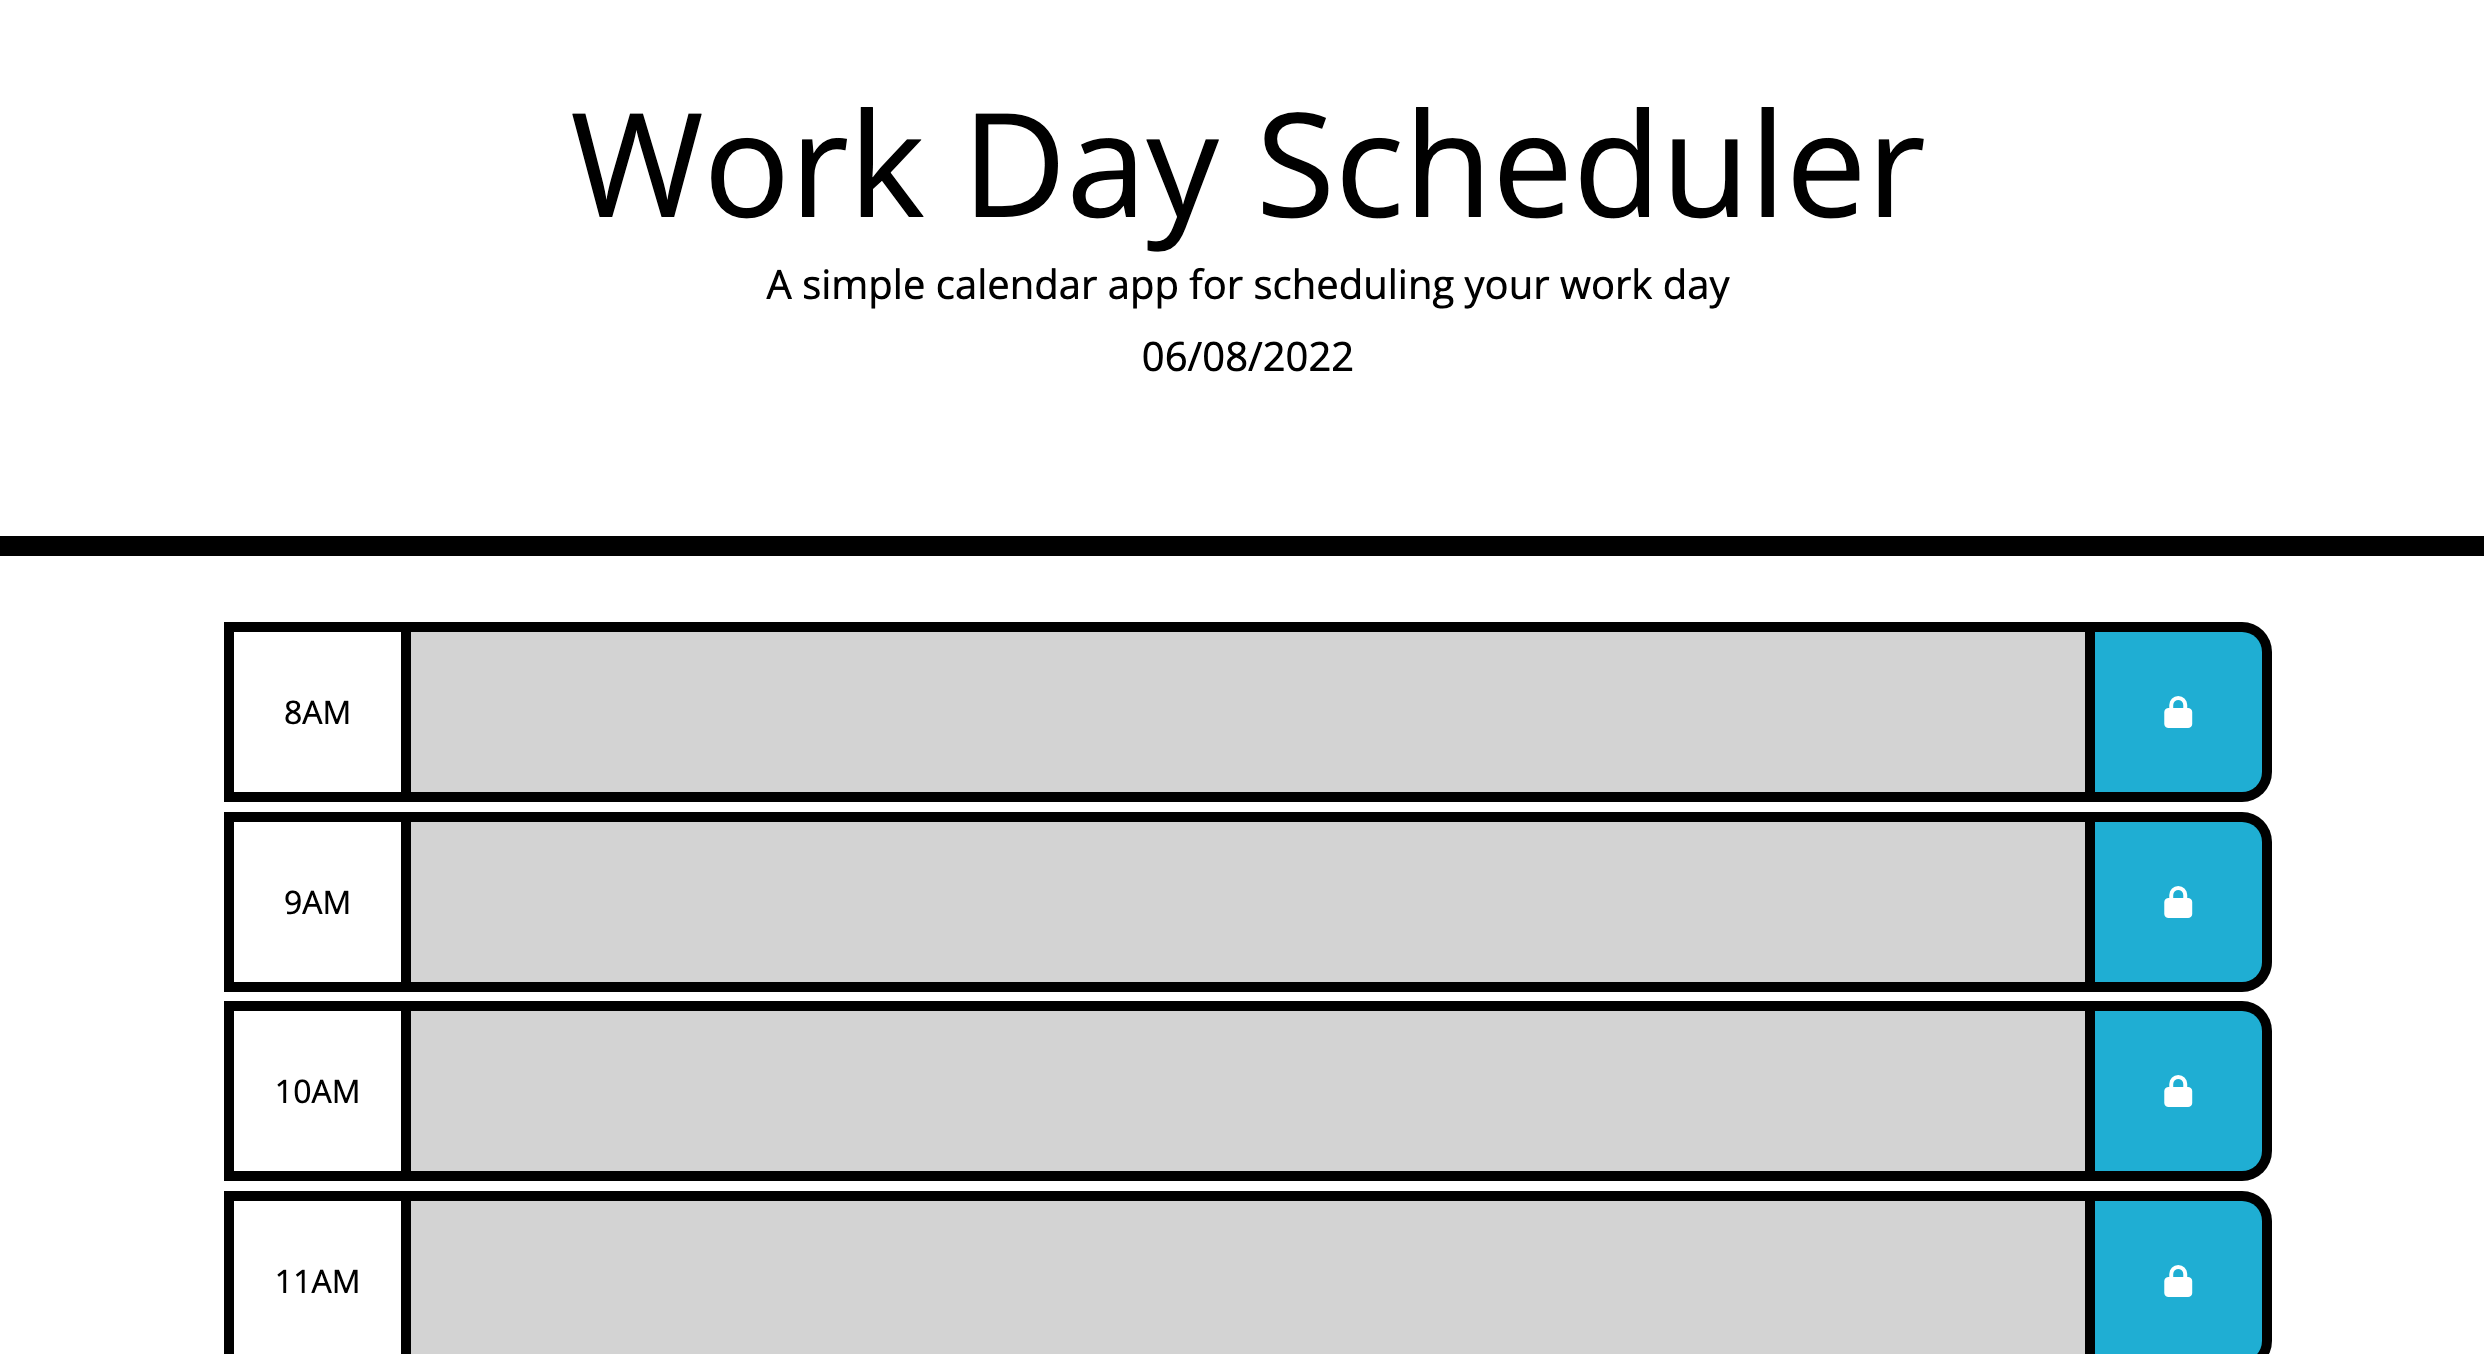 Work Day Scheduler
A simple calendar app for scheduling your work day
06/08/2022
8AM
9AM
10AM
11AM